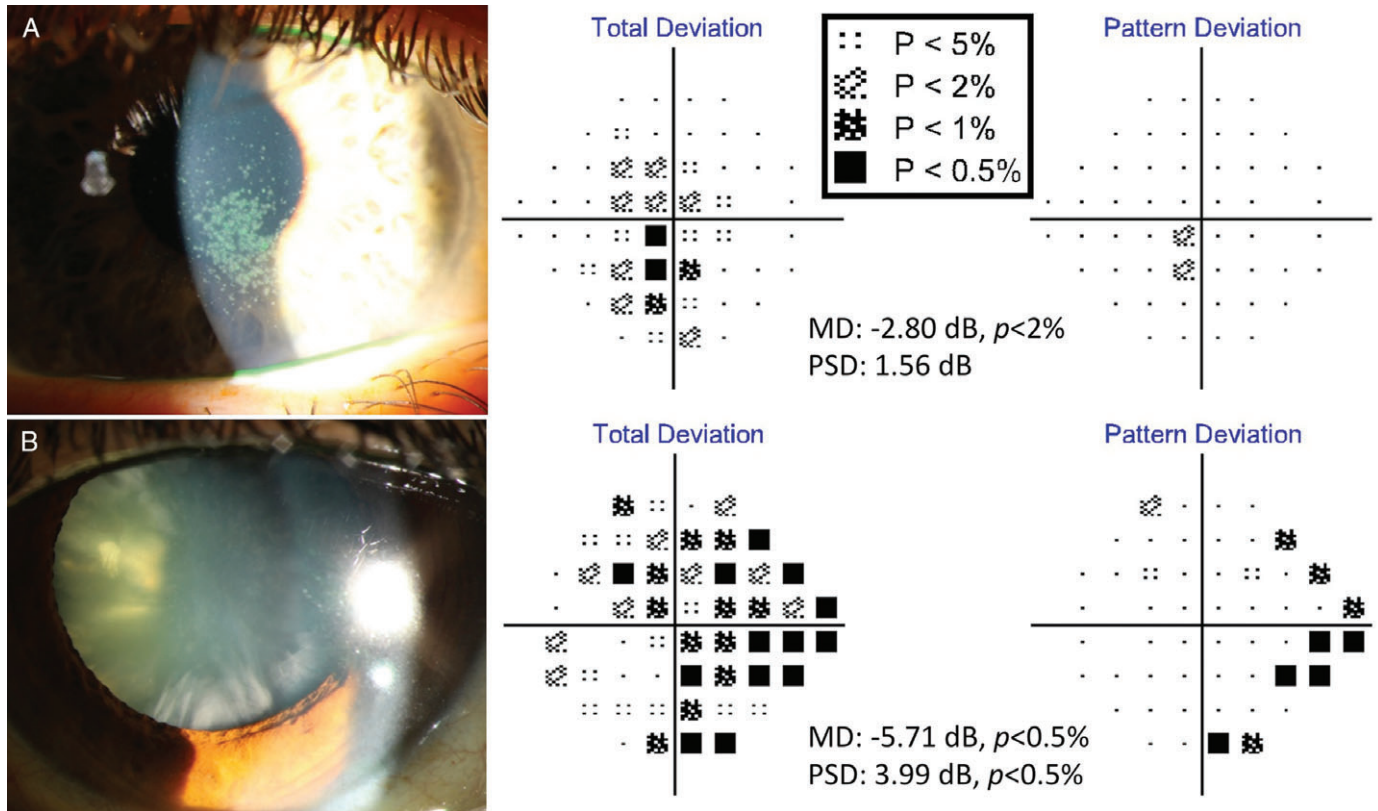 A
Total Deviation
P < 5%
P < 2%
P < 1%
P < 0.5%
Pattern Deviation
MD: -2.80 dB, p<2%
PSD: 1.56 dB
B
Total Deviation
Pattern Deviation
MD: -5.71 dB, p<0.5%
PSD: 3.99 dB, p<0.5%